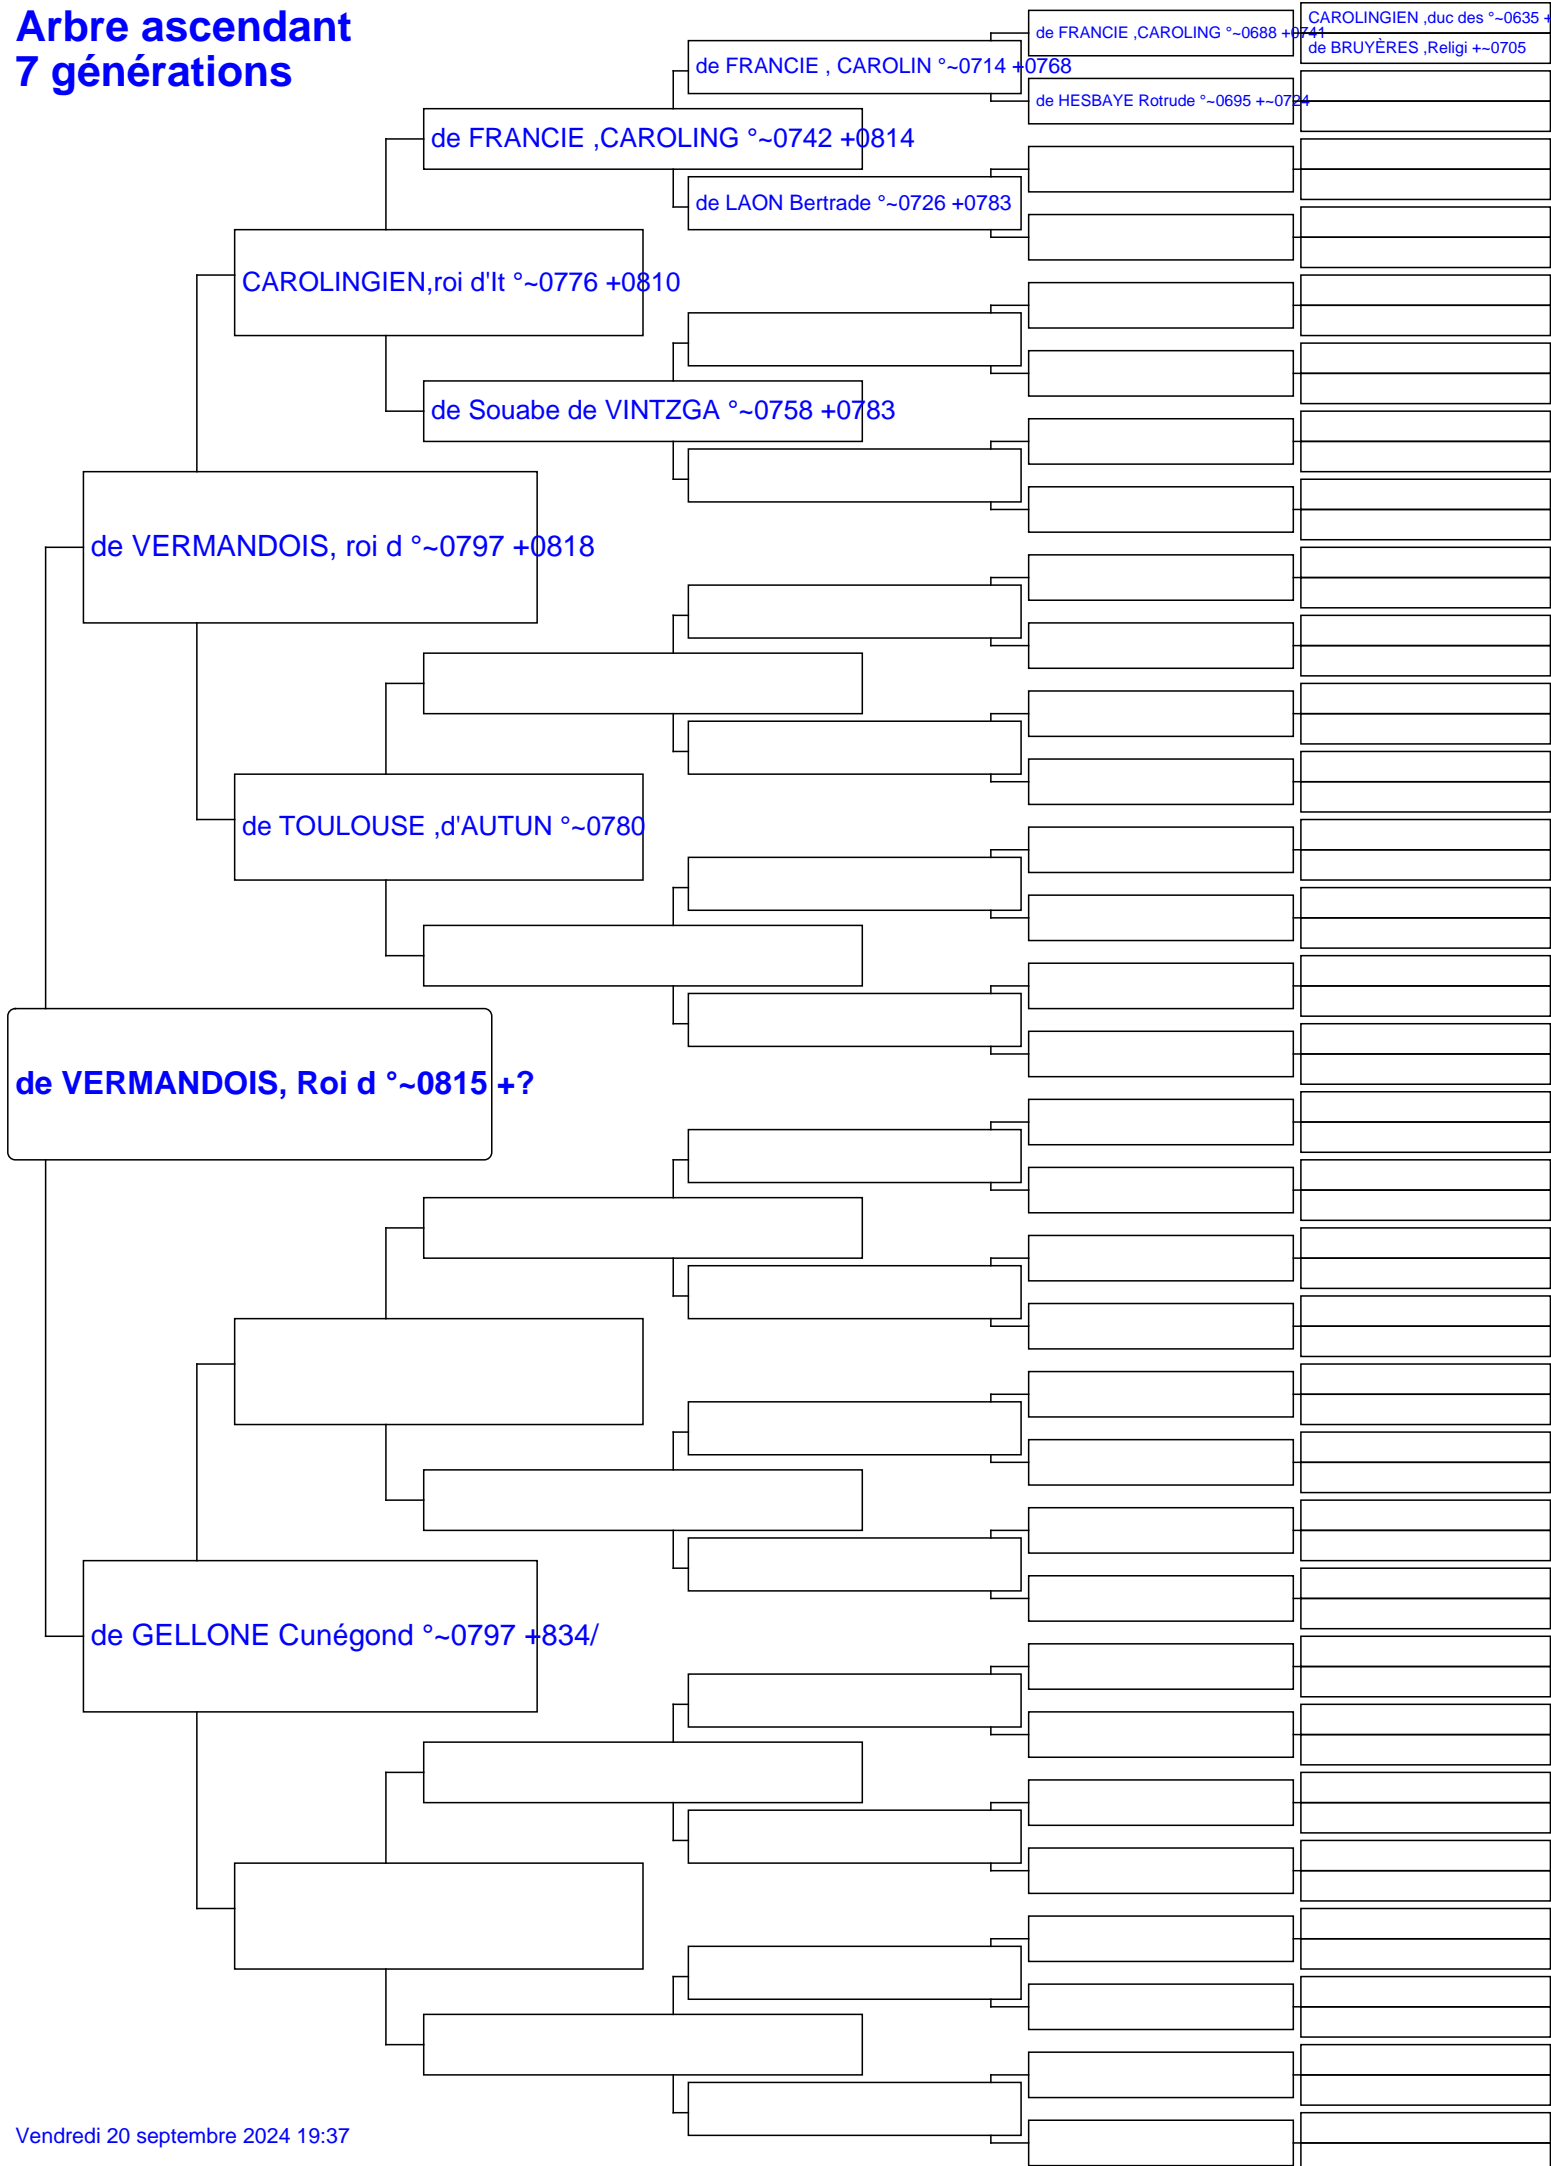 Arbre ascendant
7 générations
de FRANCIE ,CAROLING °~0688 +0741
CAROLINGIEN ,duc des °~0635 +
de BRUYÈRES ,Religi +~0705
de FRANCIE , CAROLIN °~0714 +0768
de HESBAYE Rotrude °~0695 +~0724
de FRANCIE ,CAROLING °~0742 +0814
de LAON Bertrade °~0726 +0783
CAROLINGIEN,roi d'It °~0776 +0810
de Souabe de VINTZGA °~0758 +0783
de VERMANDOIS, roi d °~0797 +0818
de TOULOUSE ,d'AUTUN °~0780
de VERMANDOIS, Roi d °~0815 +?
de GELLONE Cunégond °~0797 +834/
Vendredi 20 septembre 2024 19:37